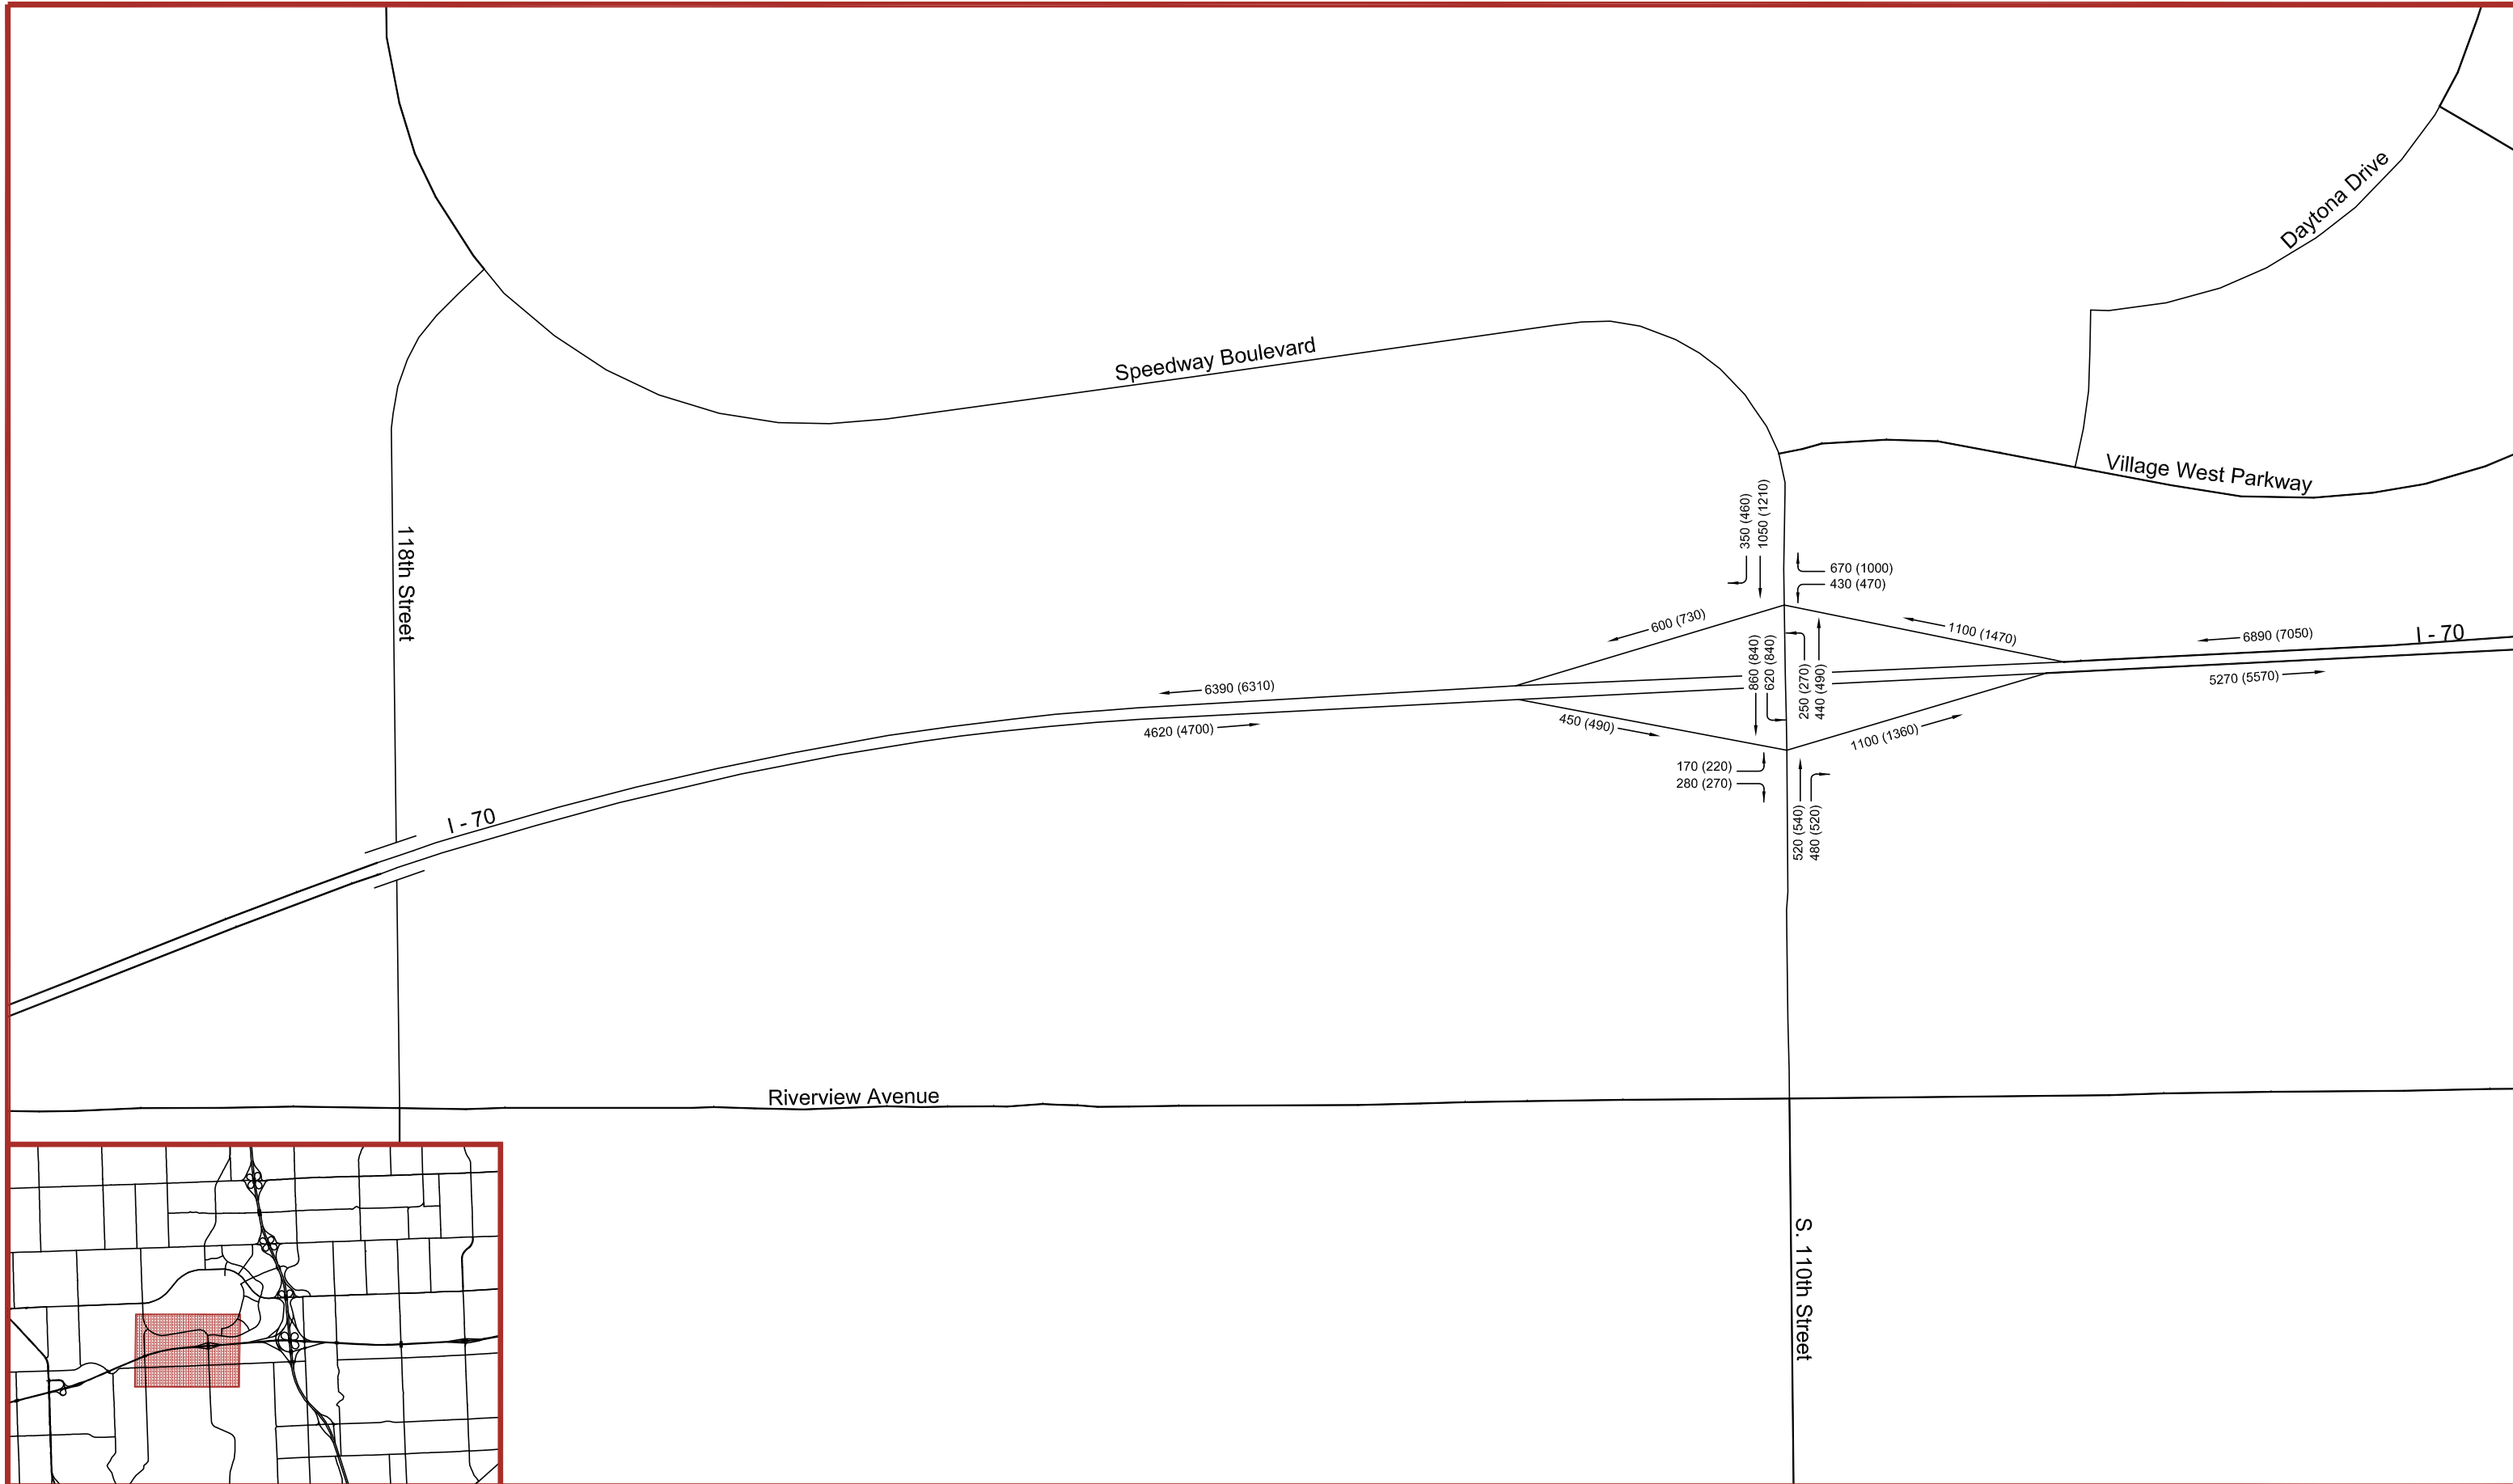 Daytona Drive
Speedway Boulevard
Village West Parkway
118th Street
350 (460)
1050 (1210)
670 (1000)
430 (470)
600 (730)
1100 (1470)
6890 (7050)
I - 70
860 (840)
620 (840)
250 (270)
440 (490)
5270 (5570)
6390 (6310)
4620 (4700)
450 (490)
1100 (1360)
170 (220)
280 (270)
520 (540)
480 (520)
I - 70
Riverview Avenue
S. 110th Street